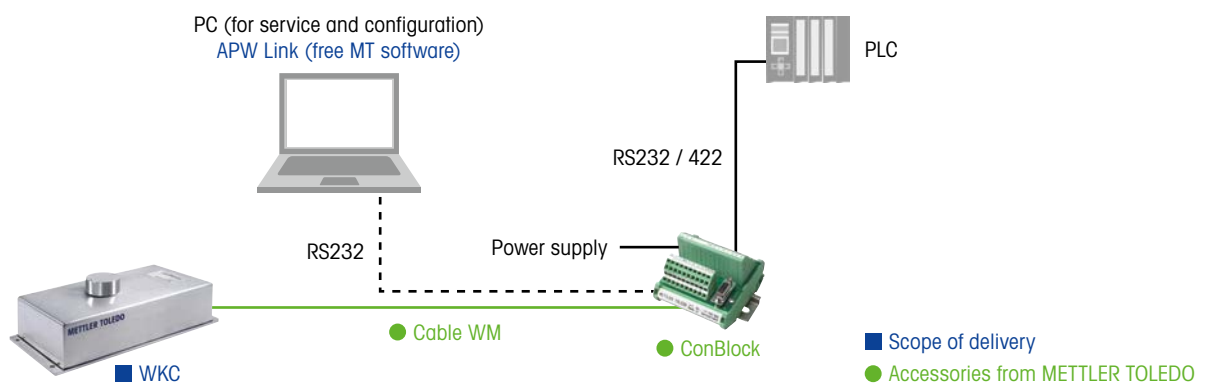 PC (for service and configuration)
APW Link (free MT software)
PLC
RS232 / 422
RS232
Power supply
METTLER TOLEDO
Cable WM
ConBlock
WKC
Scope of delivery
Accessories from METTLER TOLEDO